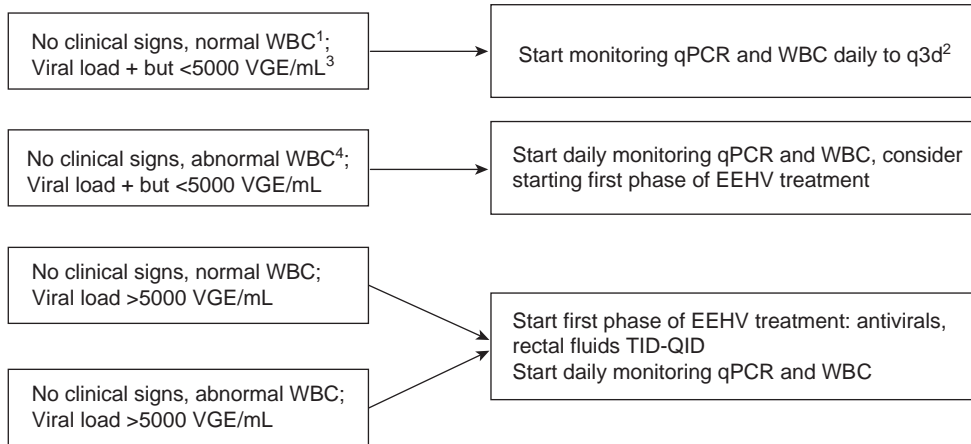 No clinical signs, normal WBC¹;
Viral load + but <5000 VGE/mL³
Start monitoring qPCR and WBC daily to q3d²
No clinical signs, abnormal WBC⁴;
Viral load + but <5000 VGE/mL
Start daily monitoring qPCR and WBC, consider
starting first phase of EEHV treatment
No clinical signs, normal WBC;
Viral load >5000 VGE/mL
No clinical signs, abnormal WBC;
Viral load >5000 VGE/mL
Start first phase of EEHV treatment: antivirals,
rectal fluids TID-QID
Start daily monitoring qPCR and WBC